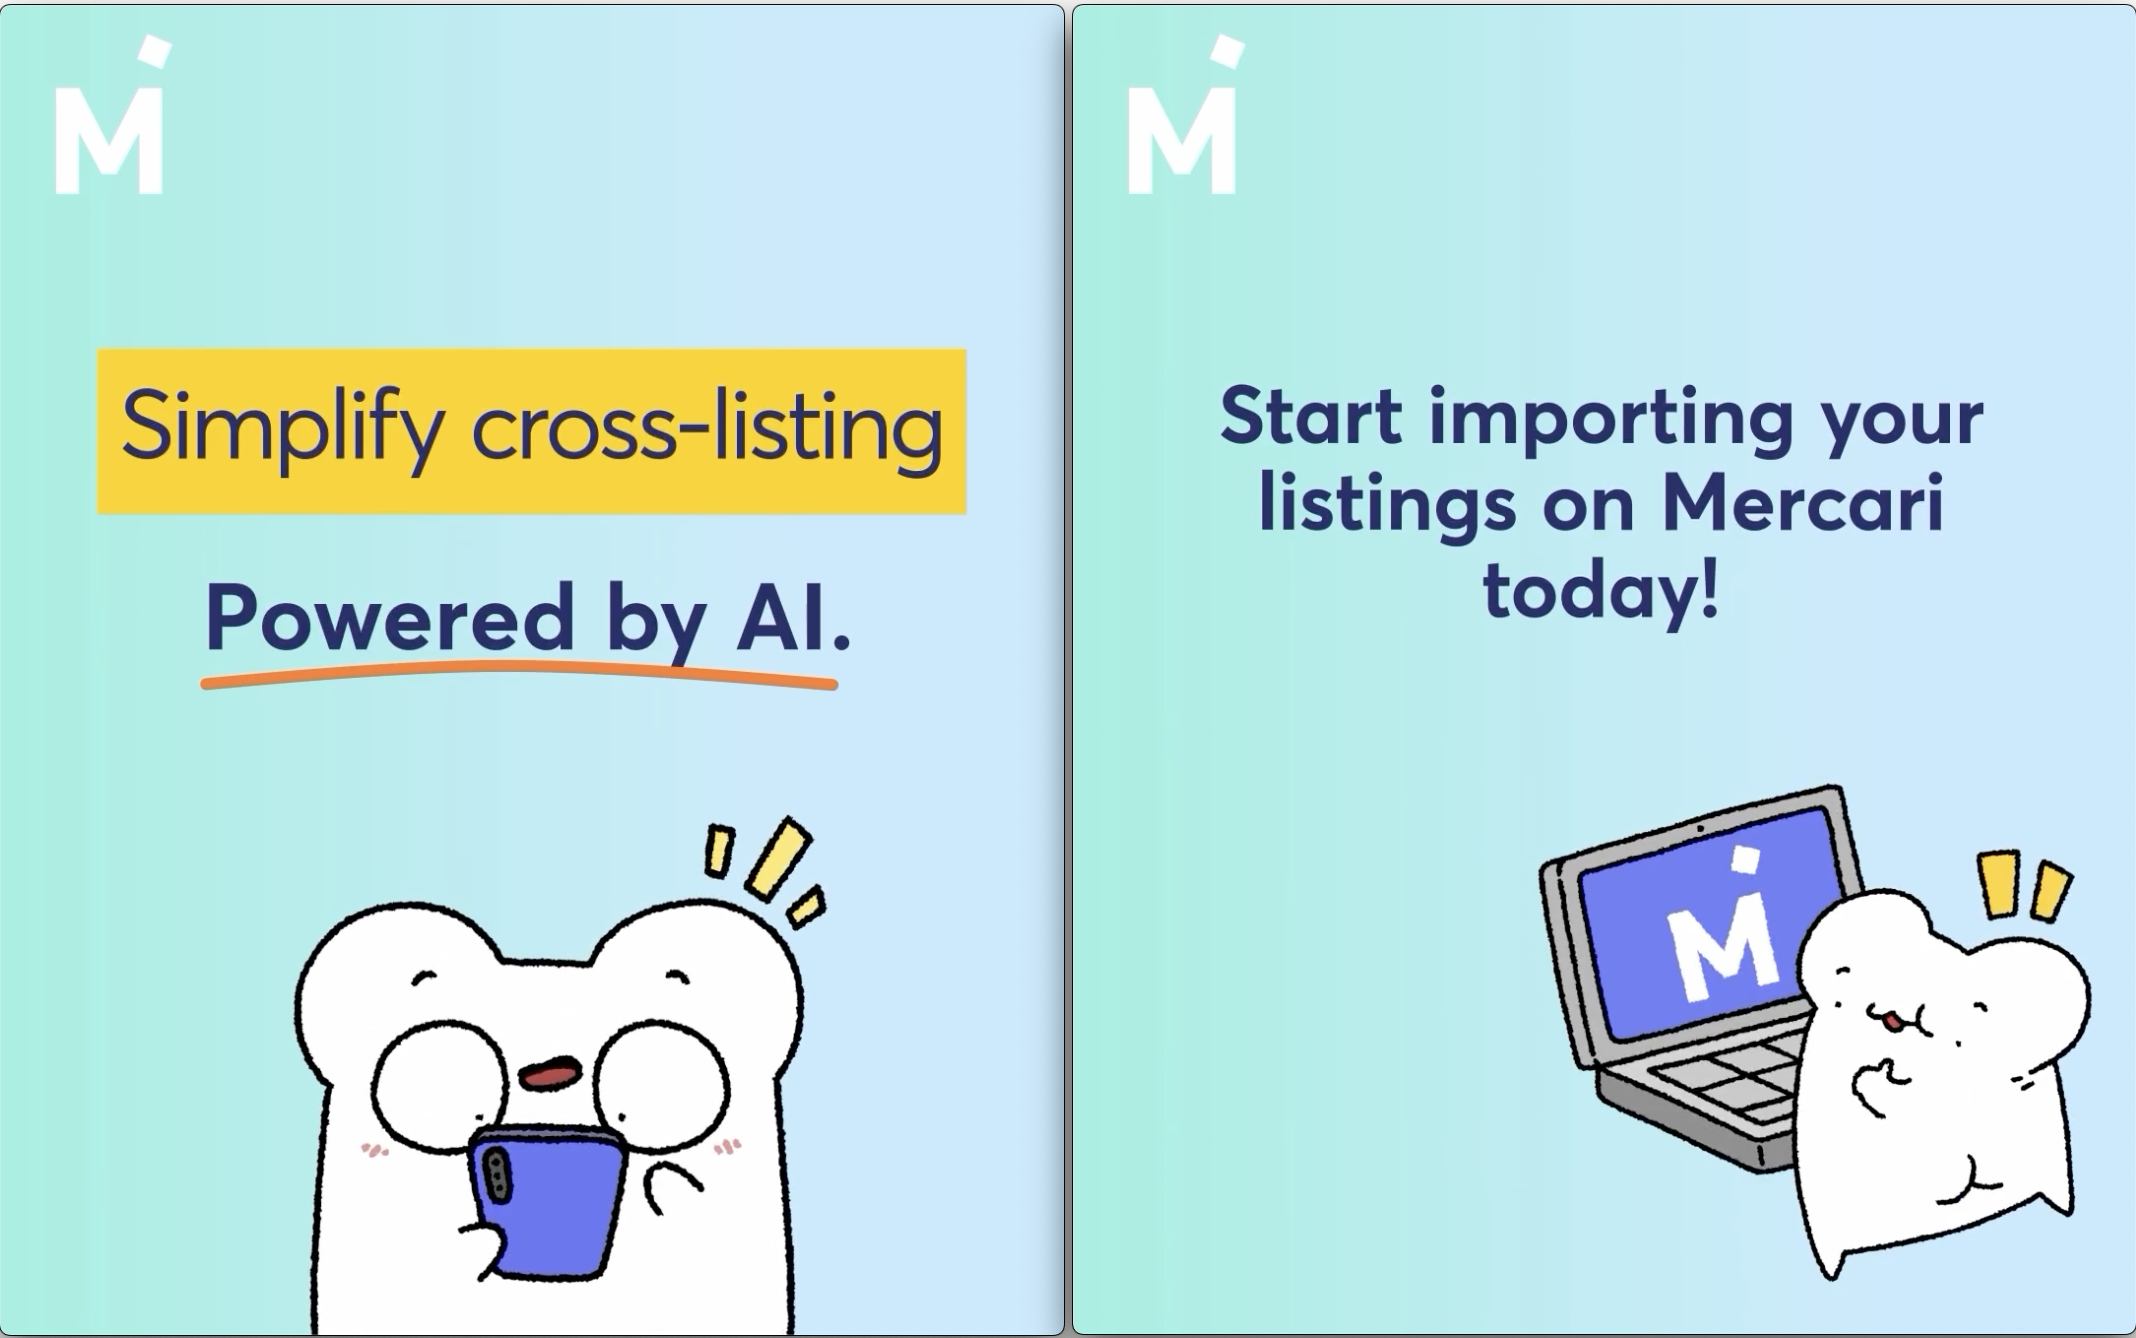 M
Simplify cross-listing
Powered by AI.
M
Start importing your
listings on Mercari
today!
M